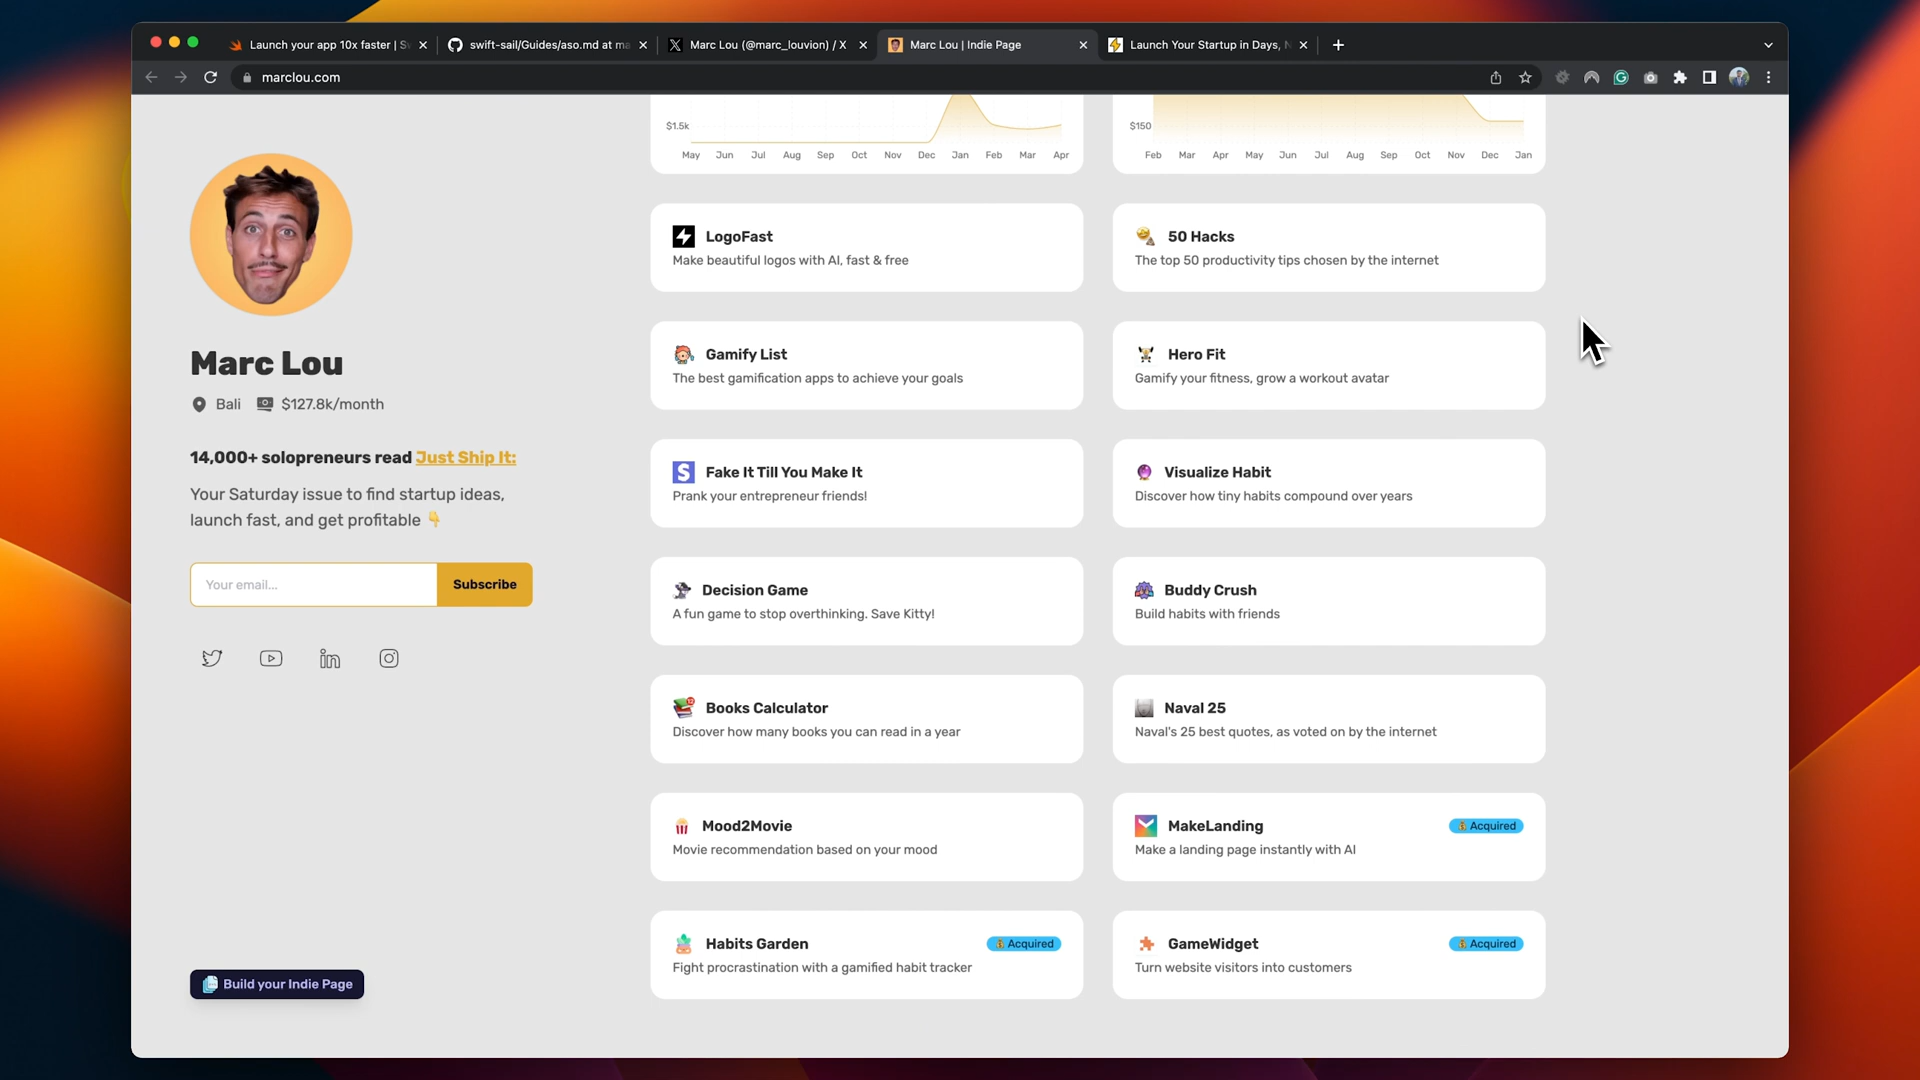 Launch your app 10x faster | S
swift-sail/Guides/aso.md at ma
Marc Lou (@marc_louvion) / X
Marc Lou | Indie Page
Launch Your Startup in Days,
marclou.com
$1.5k
May Jun Jul Aug Sep Oct Nov Dec Jan Feb Mar Apr
$150
Feb Mar Apr May Jun Jul Aug Sep Oct Nov Dec Jan
Marc Lou
Bali $127.8k/month
14,000+ solopreneurs read Just Ship It:
Your Saturday issue to find startup ideas,
launch fast, and get profitable 👇
Your email...
Subscribe
Build your Indie Page
LogoFast
Make beautiful logos with AI, fast & free
50 Hacks
The top 50 productivity tips chosen by the internet
Gamify List
The best gamification apps to achieve your goals
Hero Fit
Gamify your fitness, grow a workout avatar
Fake It Till You Make It
Prank your entrepreneur friends!
Visualize Habit
Discover how tiny habits compound over years
Decision Game
A fun game to stop overthinking. Save Kitty!
Buddy Crush
Build habits with friends
Books Calculator
Discover how many books you can read in a year
Naval 25
Naval's 25 best quotes, as voted on by the internet
Mood2Movie
Movie recommendation based on your mood
MakeLanding
💰 Acquired
Make a landing page instantly with AI
Habits Garden
💰 Acquired
Fight procrastination with a gamified habit tracker
GameWidget
💰 Acquired
Turn website visitors into customers